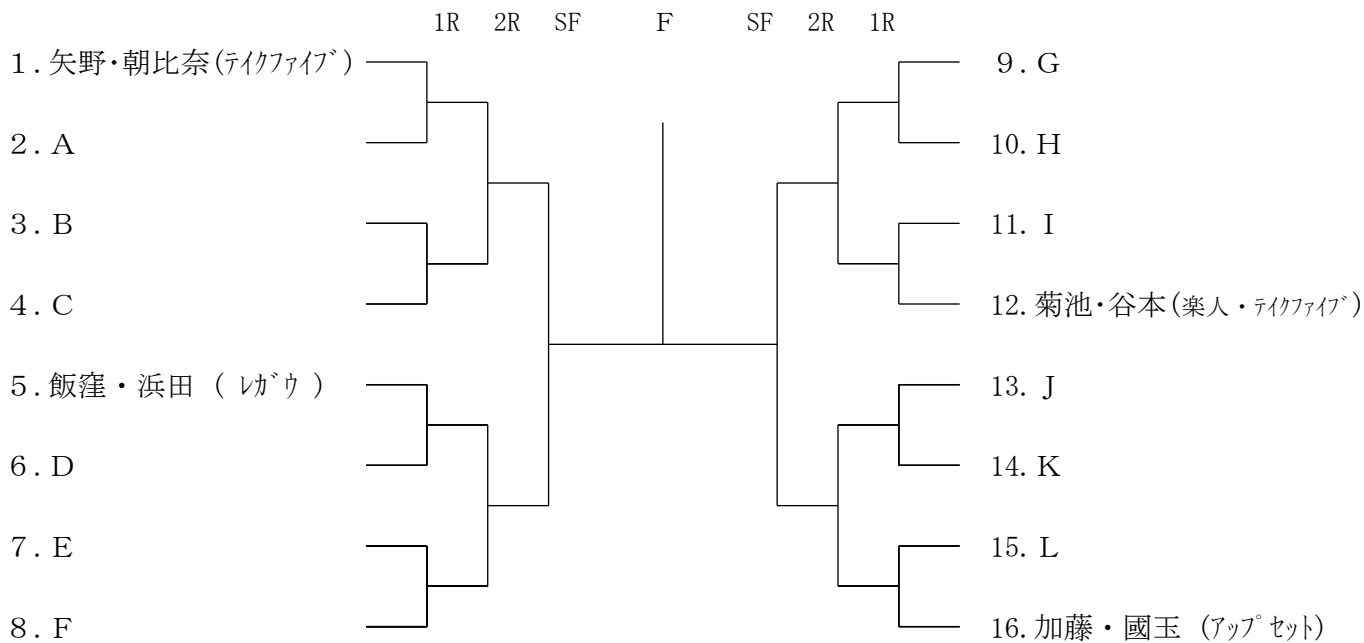 1R 2R SF F SF 2R 1R
1. 矢野・朝比奈(ﾃｲｸﾌｧｲﾌﾞ)
2. A
3. B
4. C
5. 飯窪・浜田 ( ﾚｶﾞｳ )
6. D
7. E
8. F
9. G
10. H
11. I
12. 菊池・谷本(楽人・ﾃｲｸﾌｧｲﾌﾞ)
13. J
14. K
15. L
16. 加藤・國玉 (ｱｯﾌﾟｾｯﾄ)